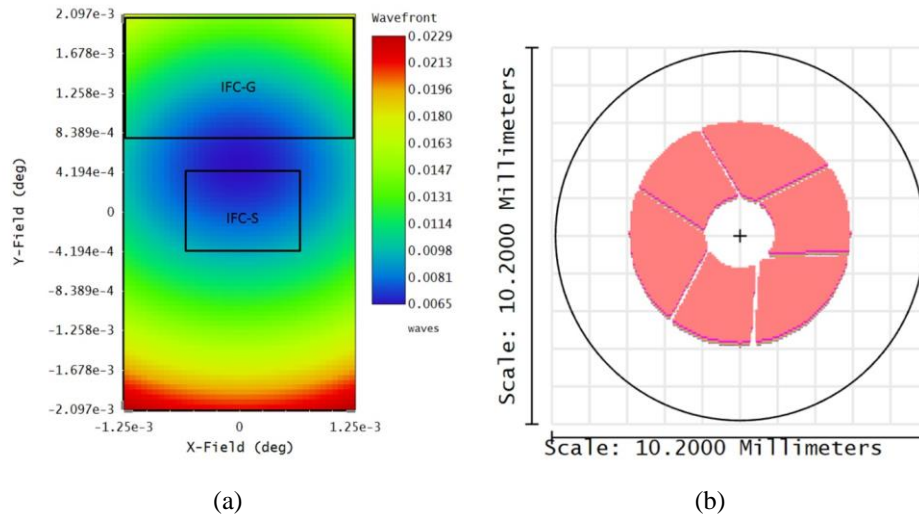 Wavefront
2.097e-3
1.678e-3
1.258e-3
8.389e-4
4.194e-4
0
-4.194e-4
-8.389e-4
-1.258e-3
-1.678e-3
-2.097e-3
Y-Field (deg)
IFC-G
IFC-S
-1.25e-3
0
1.25e-3
X-Field (deg)
0.0229
0.0213
0.0196
0.0180
0.0163
0.0147
0.0131
0.0114
0.0098
0.0082
0.0065
waves
(a)
Scale: 10.2000 Millimeters
Scale: 10.2000 Millimeters
(b)